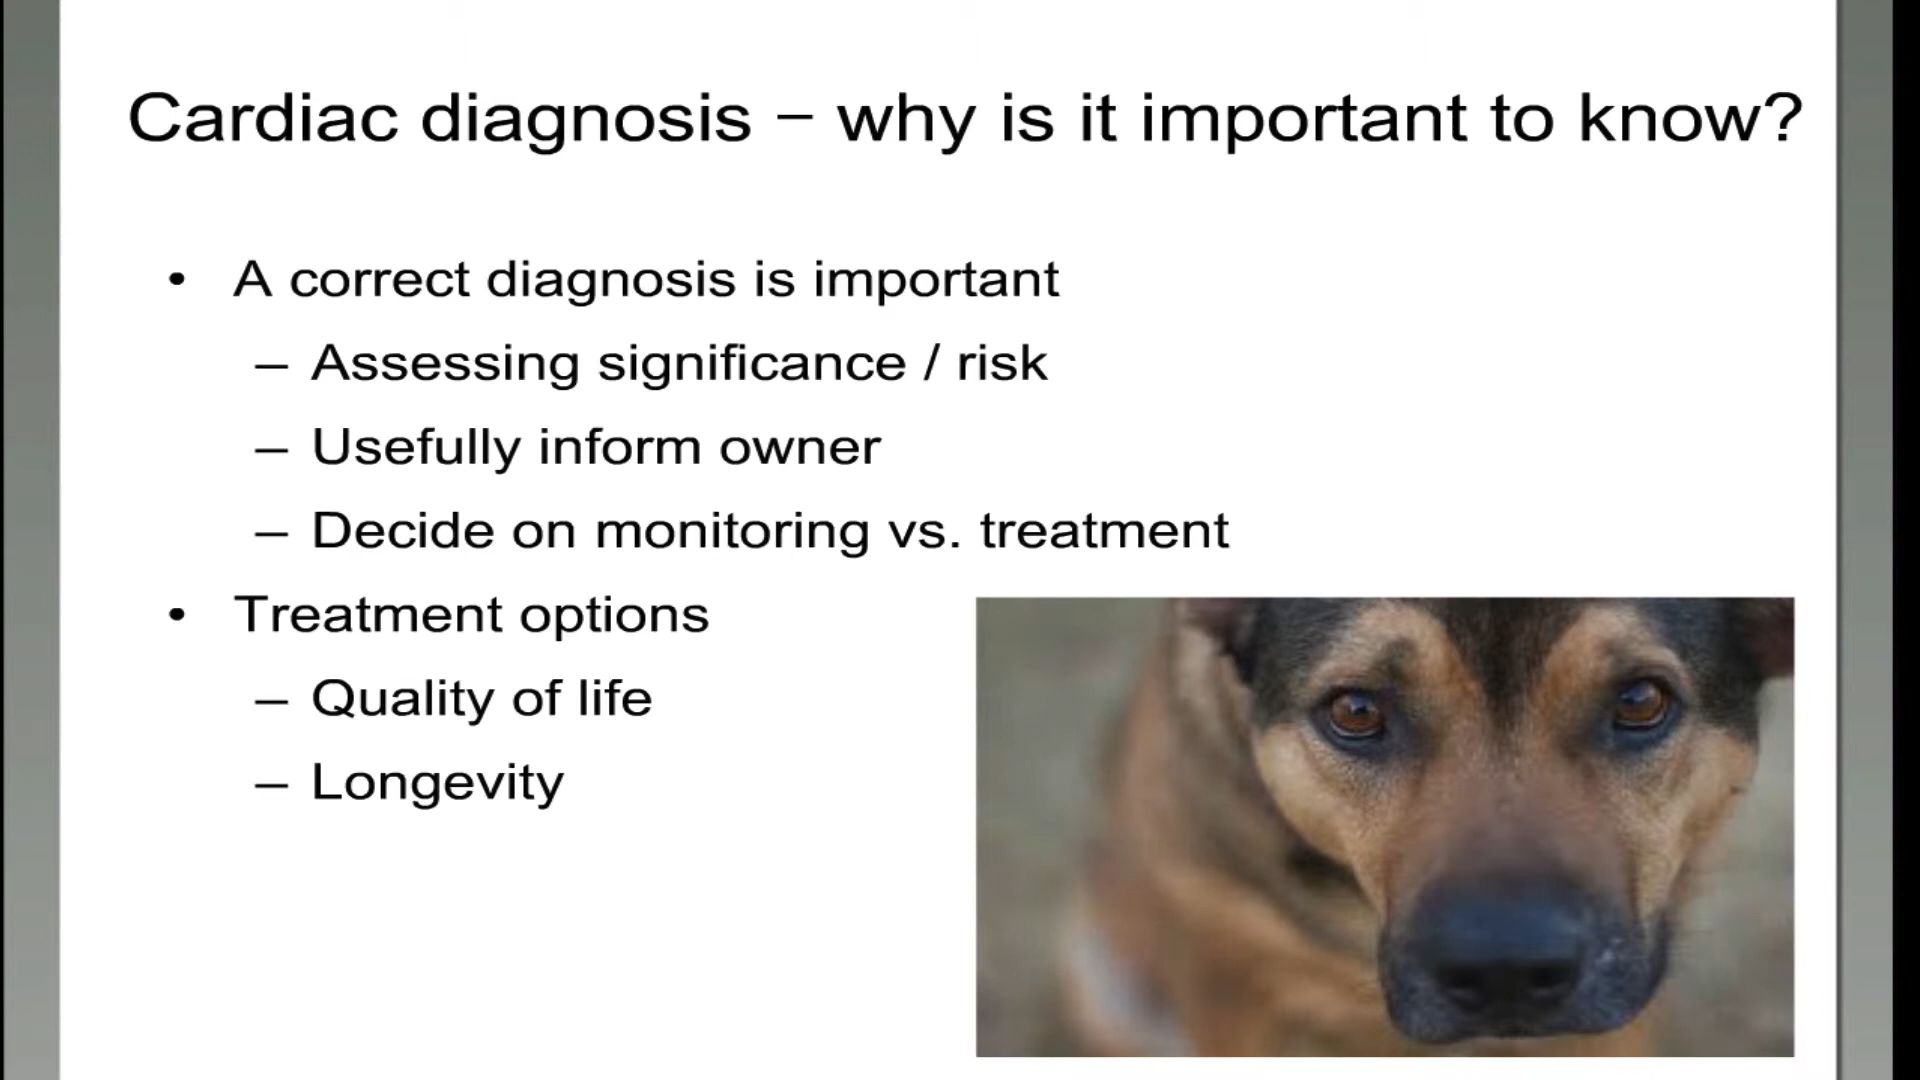 Cardiac diagnosis – why is it important to know?
• A correct diagnosis is important
– Assessing significance / risk
– Usefully inform owner
– Decide on monitoring vs. treatment
• Treatment options
– Quality of life
– Longevity